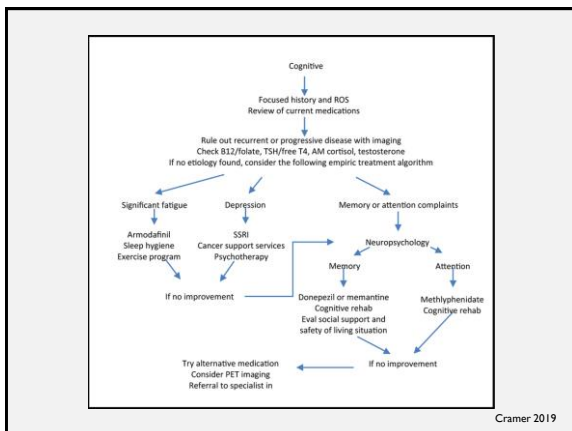 Cognitive
Focused history and ROS
Review of current medications
Rule out recurrent or progressive disease with imaging
Check B12/folate, TSH/free T4, AM cortisol, testosterone
If no etiology found, consider the following empiric treatment algorithm
Significant fatigue
Depression
Memory or attention complaints
Armodafinil
Sleep hygiene
Exercise program
SSRI
Cancer support services
Psychotherapy
Neuropsychology
Memory
Attention
If no improvement
Donepezil or memantine
Cognitive rehab
Eval social support and
safety of living situation
Methlyphenidate
Cognitive rehab
If no improvement
Try alternative medication
Consider PET imaging
Referral to specialist in
Cramer 2019